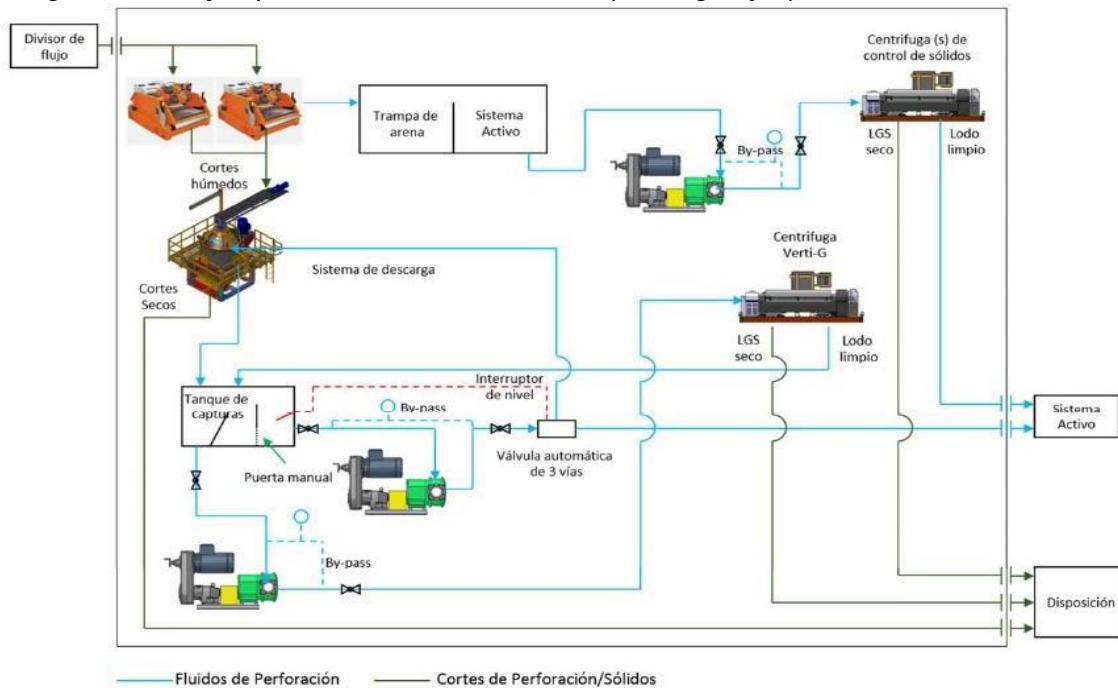 Divisor de
flujo
Centrifuga (s) de
control de sólidos
Trampa de
arena
Sistema
Activo
By-pass
LGS
seco
Lodo
limpio
Cortes
húmedos
Centrifuga
Verti-G
Sistema de descarga
Cortes
Secos
LGS
seco
Lodo
limpio
Interruptor
de nivel
Tanque de
capturas
By-pass
Sistema
Activo
Válvula automática
de 3 vías
Puerta manual
By-pass
Disposición
Fluidos de Perforación
Cortes de Perforación/Sólidos